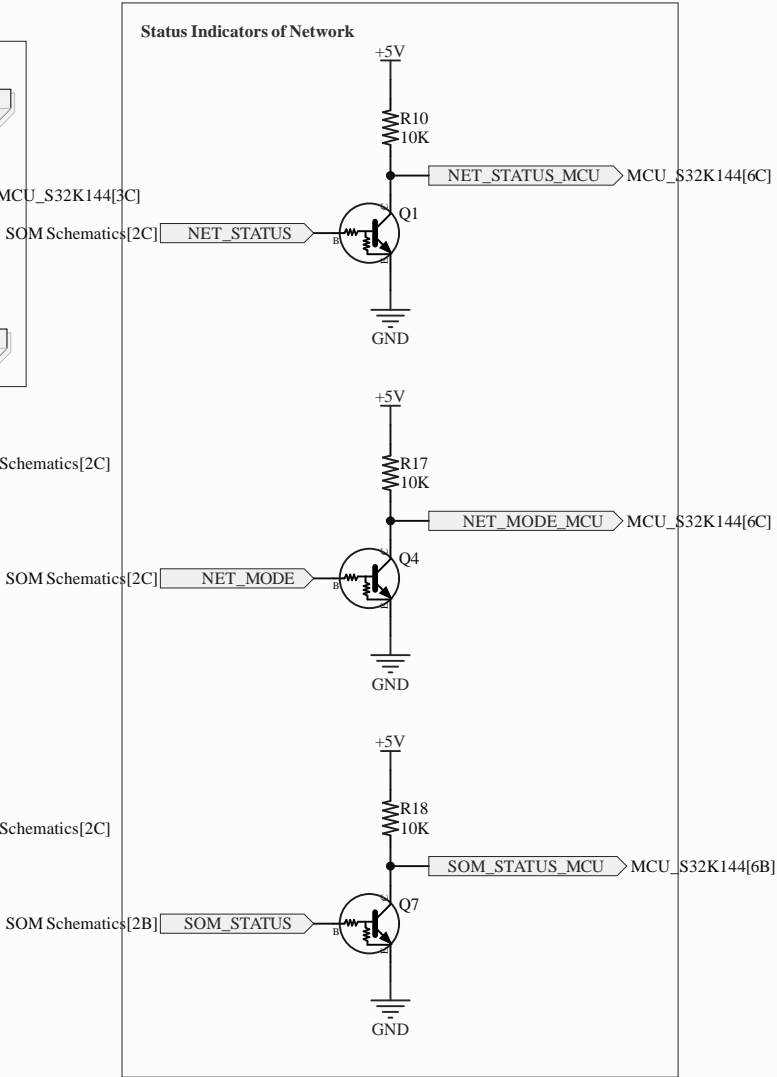 Status Indicators of Network
+5V
R10
10K
NET_STATUS_MCU MCU_S32K144[6C]
MCU_S32K144[3C]
C
Q1
SOM Schematics[2C] NET_STATUS
B
E
GND
+5V
Schematics[2C]
R17
10K
NET_MODE_MCU MCU_S32K144[6C]
C
Q4
SOM Schematics[2C] NET_MODE
B
E
GND
+5V
R18
10K
Schematics[2C]
SOM_STATUS_MCU MCU_S32K144[6B]
C
Q7
SOM Schematics[2B] SOM_STATUS
B
E
GND